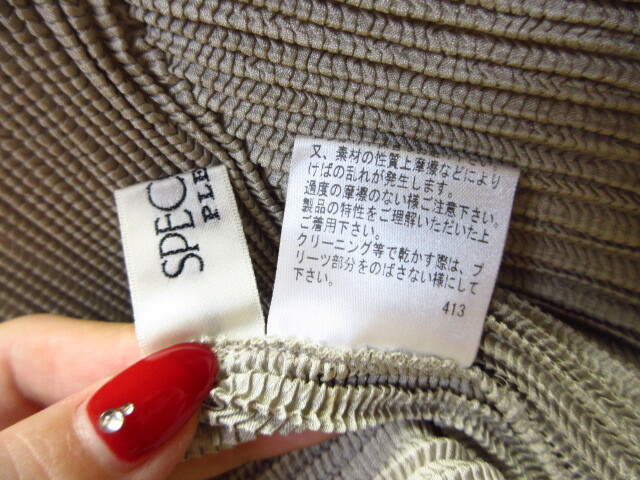 SPEC
PLE
又、素材の性質上摩擦などにより
けばの乱れが発生します。
過度の摩擦のない様ご注意下さい。
製品の特性をご理解いただいた上
ご着用下さい。
クリーニング等で乾かす際は、プ
リーツ部分をのばさない様にして
下さい。
413